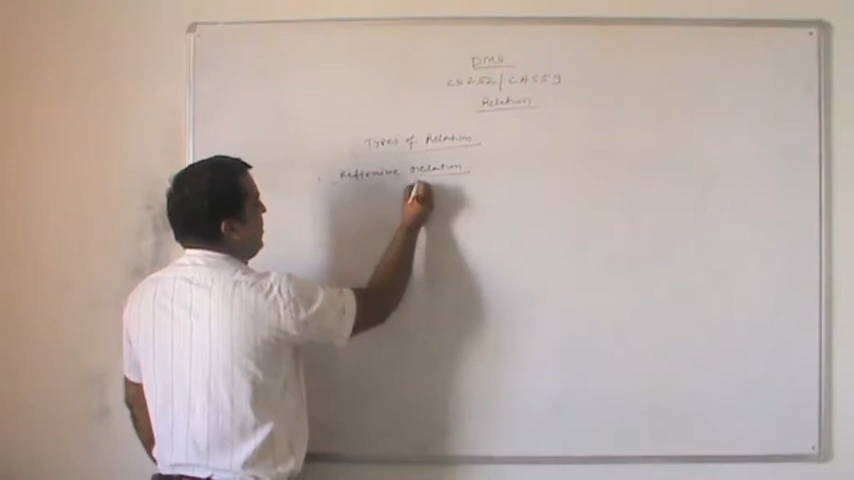 DMS
CS252/CA559
Relation
Types of Relation
Reflexive relation